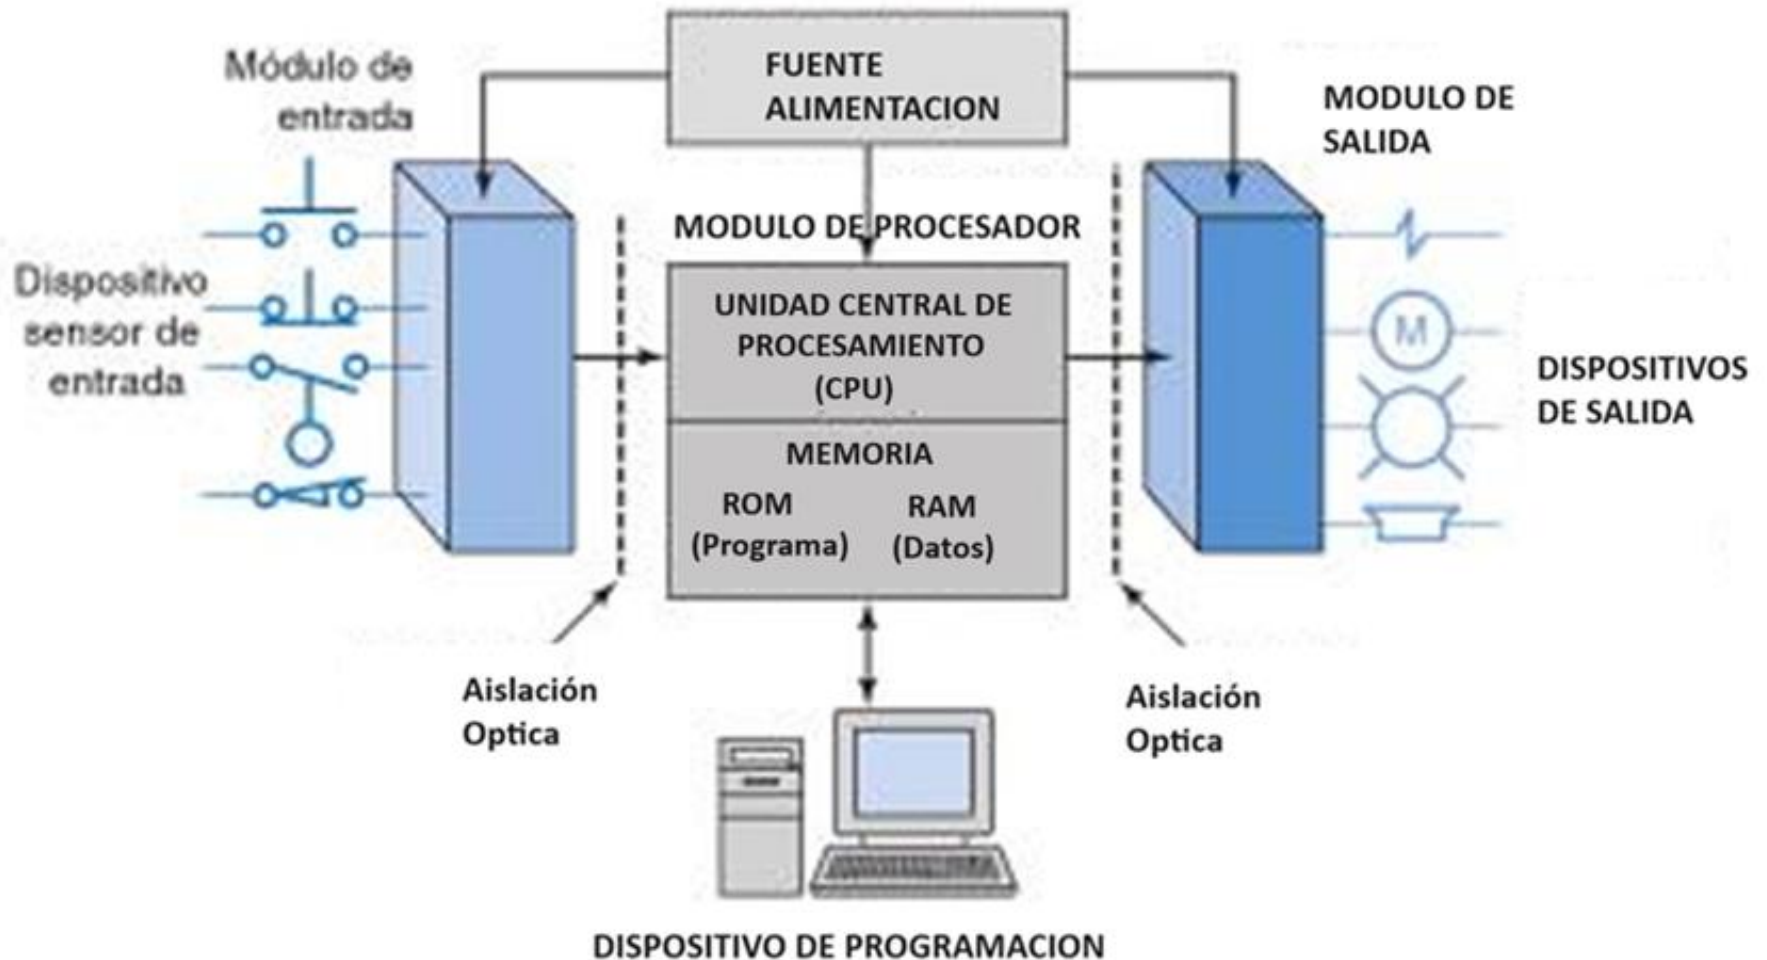 FUENTE
ALIMENTACION
Módulo de
entrada
MODULO DE
SALIDA
MODULO DE PROCESADOR
Dispositivo
sensor de
entrada
UNIDAD CENTRAL DE
PROCESAMIENTO
(CPU)
M
DISPOSITIVOS
DE SALIDA
MEMORIA
ROM
(Programa)
RAM
(Datos)
Aislación
Optica
Aislación
Optica
DISPOSITIVO DE PROGRAMACION